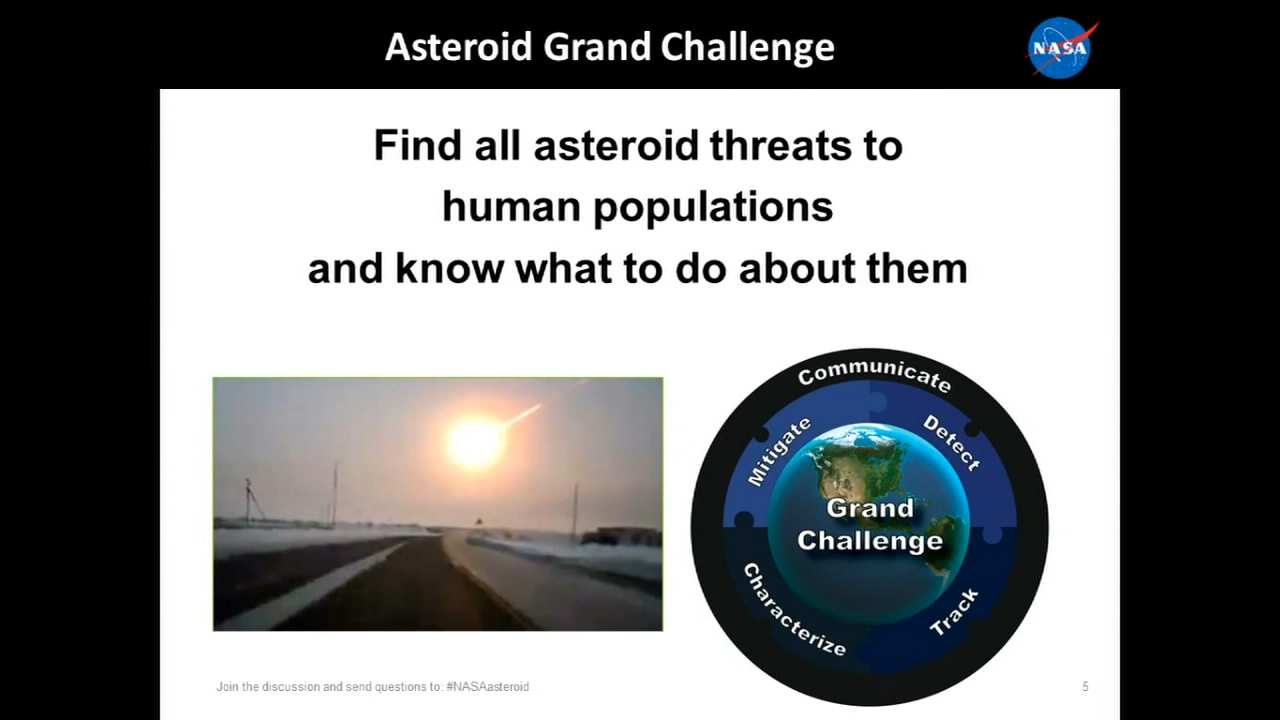 Asteroid Grand Challenge
NASA
Find all asteroid threats to
human populations
and know what to do about them
Communicate
Mitigate
Detect
Grand
Challenge
Characterize
Track
Join the discussion and send questions to: #NASAasteroid
5